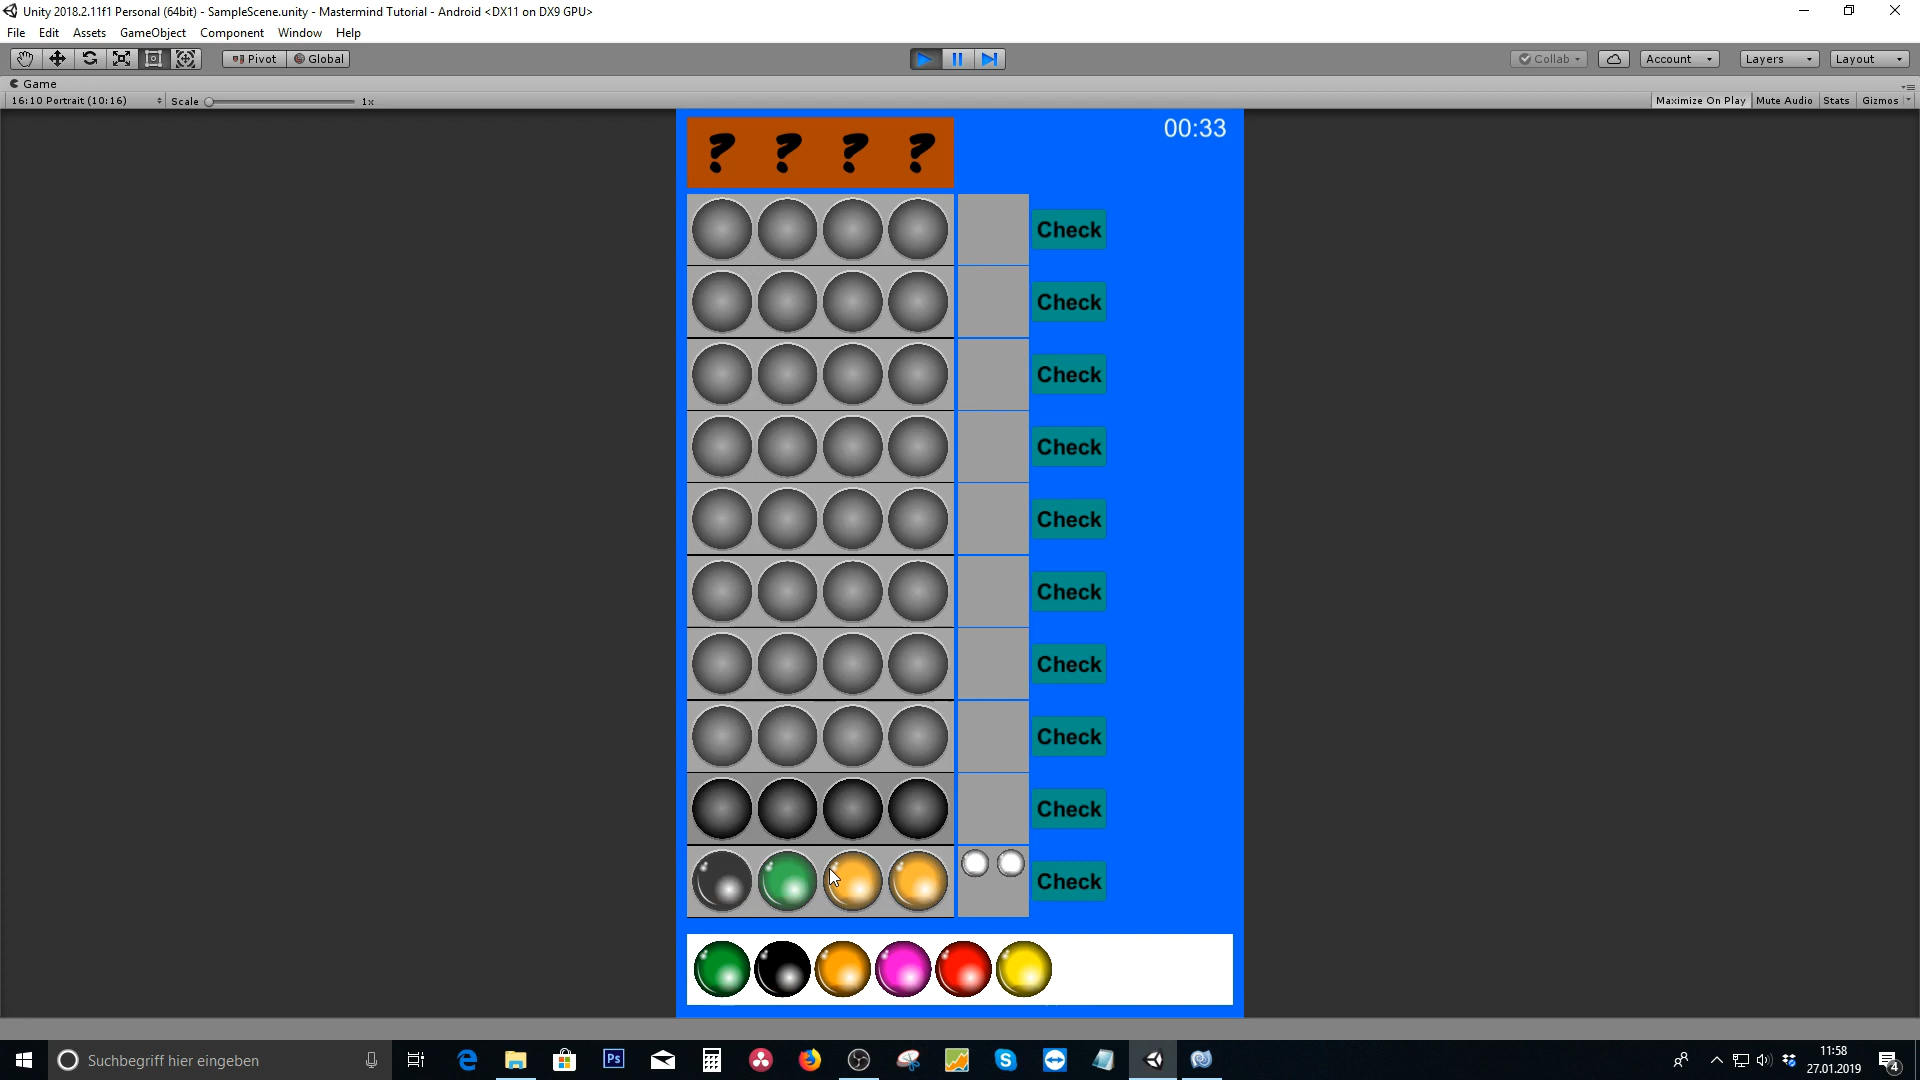 Unity 2018.2.11f1 Personal (64bit) - SampleScene.unity - Mastermind Tutorial - Android <DX11 on DX9 GPU>
File Edit Assets GameObject Component Window Help
Pivot Global Collab Account Layers Layout
Game
16:10 Portrait (10:16) Scale 1x Maximize On Play Mute Audio Stats Gizmos
? ? ? ? 00:33
Check
Check
Check
Check
Check
Check
Check
Check
Check
Check
Suchbegriff hier eingeben
Ps
11:58
27.01.2019
4